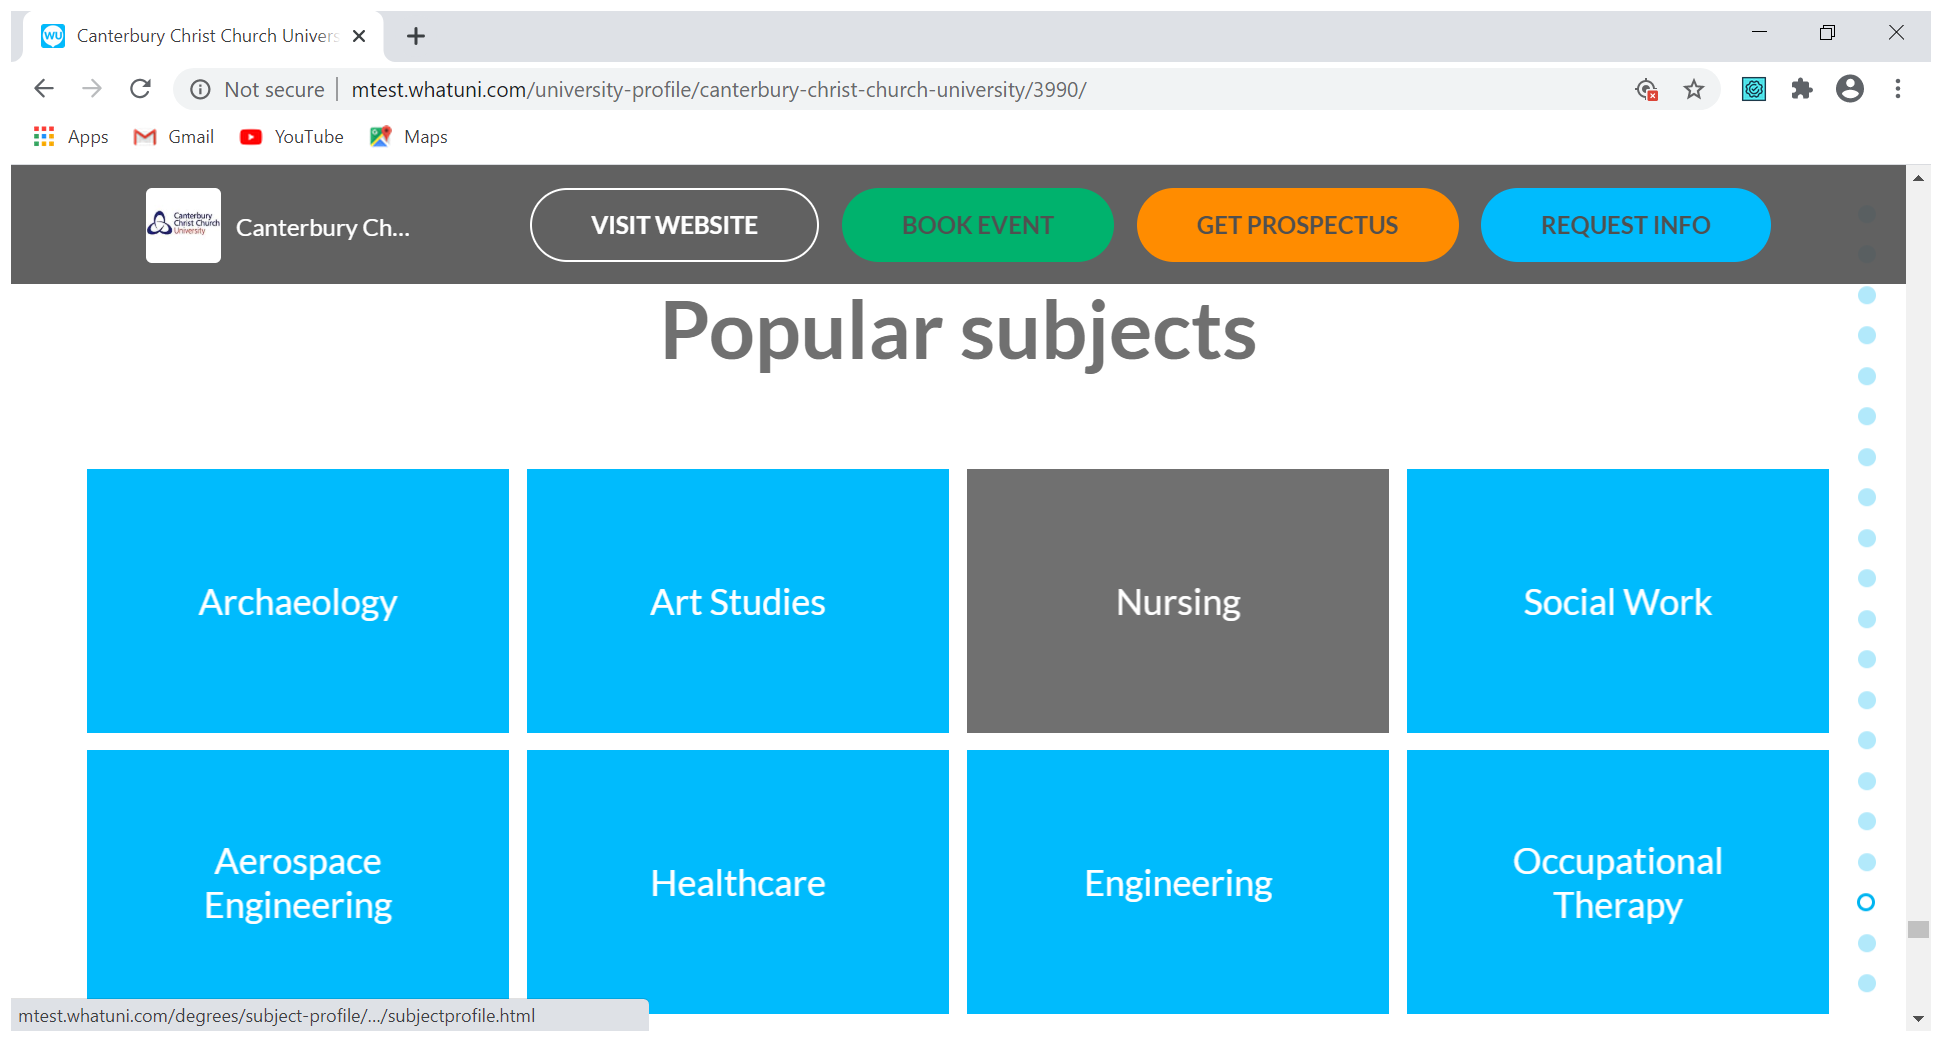 WU
Canterbury Christ Church Univers
Not secure
mtest.whatuni.com/university-profile/canterbury-christ-church-university/3990/
Apps
Gmail
YouTube
Maps
Canterbury
Christ Church
University
Canterbury Ch...
VISIT WEBSITE
BOOK EVENT
GET PROSPECTUS
REQUEST INFO
Popular subjects
Archaeology
Art Studies
Nursing
Social Work
Aerospace
Engineering
Healthcare
Engineering
Occupational
Therapy
mtest.whatuni.com/degrees/subject-profile/.../subjectprofile.html